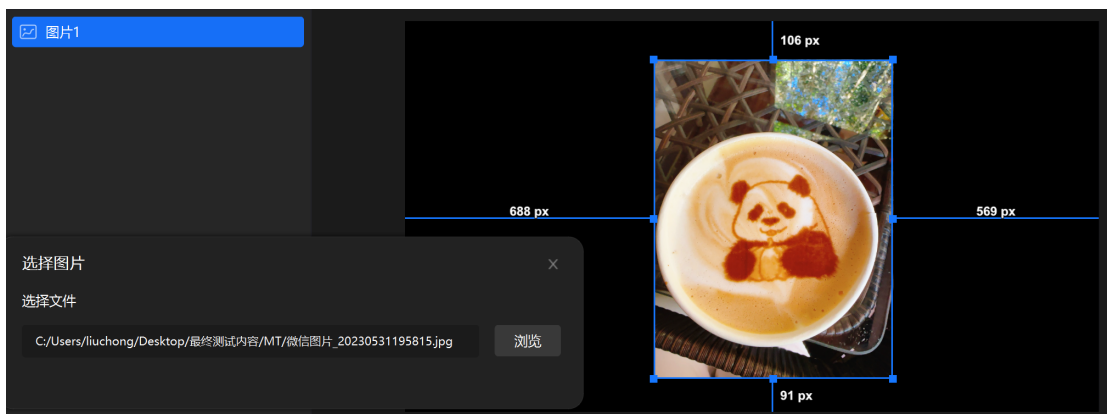 图片1
106 px
688 px
569 px
选择图片
选择文件
C:/Users/liuchong/Desktop/最终测试内容/MT/微信图片_20230531195815.jpg
浏览
91 px